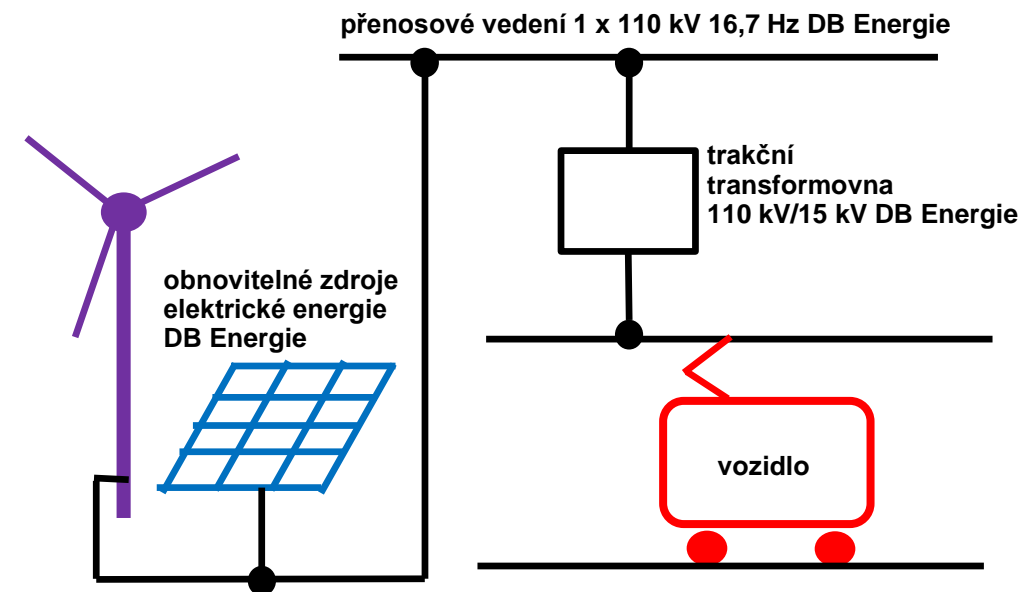 přenosové vedení 1 x 110 kV 16,7 Hz DB Energie
trakční
transformovna
110 kV/15 kV DB Energie
obnovitelné zdroje
elektrické energie
DB Energie
vozidlo